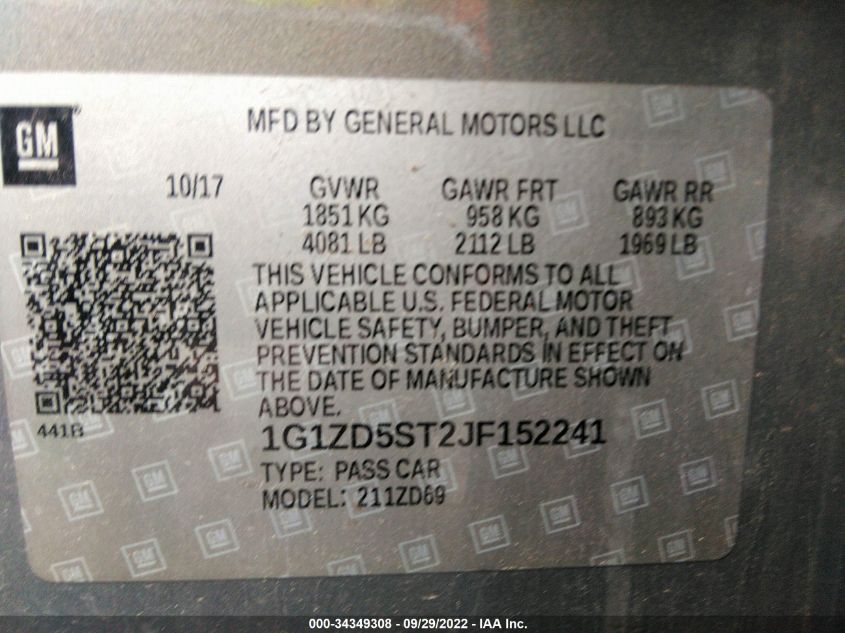 GM
MFD BY GENERAL MOTORS LLC
10/17 GVWR GAWR FRT GAWR RR
1851 KG 958 KG 893 KG
4081 LB 2112 LB 1969 LB
THIS VEHICLE CONFORMS TO ALL
APPLICABLE U.S. FEDERAL MOTOR
VEHICLE SAFETY, BUMPER, AND THEFT
PREVENTION STANDARDS IN EFFECT ON
THE DATE OF MANUFACTURE SHOWN
ABOVE.
441B
1G1ZD5ST2JF152241
TYPE: PASS CAR
MODEL: 211ZD69
000-34349308 - 09/29/2022 - IAA Inc.